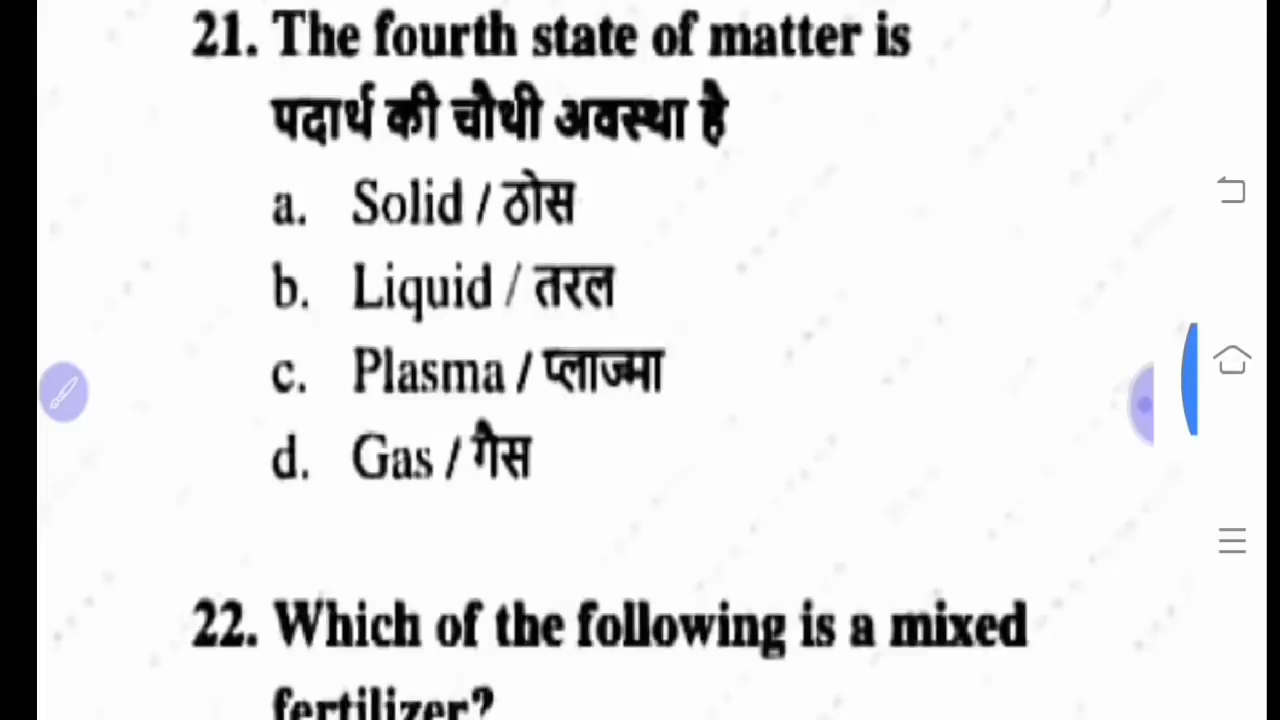 21. The fourth state of matter is
पदार्थ की चौथी अवस्था है
a. Solid / ठोस
b. Liquid / तरल
c. Plasma / प्लाज्मा
d. Gas / गैस
22. Which of the following is a mixed
fertilizer?